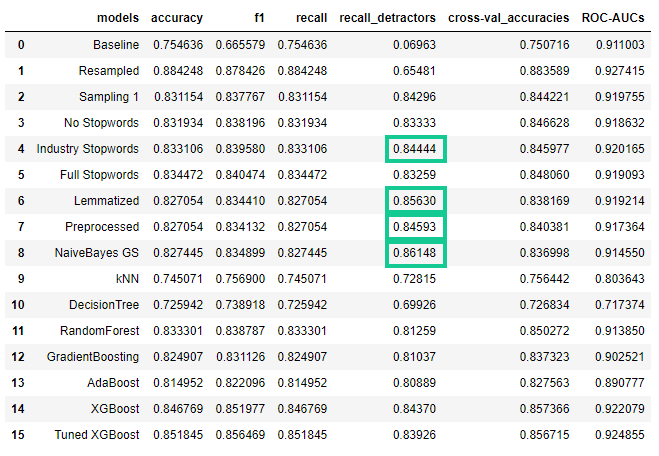 models accuracy f1 recall recall_detractors cross-val_accuracies ROC-AUCs
0 Baseline 0.754636 0.665579 0.754636 0.06963 0.750716 0.911003
1 Resampled 0.884248 0.878426 0.884248 0.65481 0.883589 0.927415
2 Sampling 1 0.831154 0.837767 0.831154 0.84296 0.844221 0.919755
3 No Stopwords 0.831934 0.838196 0.831934 0.83333 0.846628 0.918632
4 Industry Stopwords 0.833106 0.839580 0.833106 0.84444 0.845977 0.920165
5 Full Stopwords 0.834472 0.840474 0.834472 0.83259 0.848060 0.919093
6 Lemmatized 0.827054 0.834410 0.827054 0.85630 0.838169 0.919214
7 Preprocessed 0.827054 0.834132 0.827054 0.84593 0.840381 0.917364
8 NaiveBayes GS 0.827445 0.834899 0.827445 0.86148 0.836998 0.914550
9 kNN 0.745071 0.756900 0.745071 0.72815 0.756442 0.803643
10 DecisionTree 0.725942 0.738918 0.725942 0.69926 0.726834 0.717374
11 RandomForest 0.833301 0.838787 0.833301 0.81259 0.850272 0.913850
12 GradientBoosting 0.824907 0.831126 0.824907 0.81037 0.837323 0.902521
13 AdaBoost 0.814952 0.822096 0.814952 0.80889 0.827563 0.890777
14 XGBoost 0.846769 0.851977 0.846769 0.84370 0.857366 0.922079
15 Tuned XGBoost 0.851845 0.856469 0.851845 0.83926 0.856715 0.924855